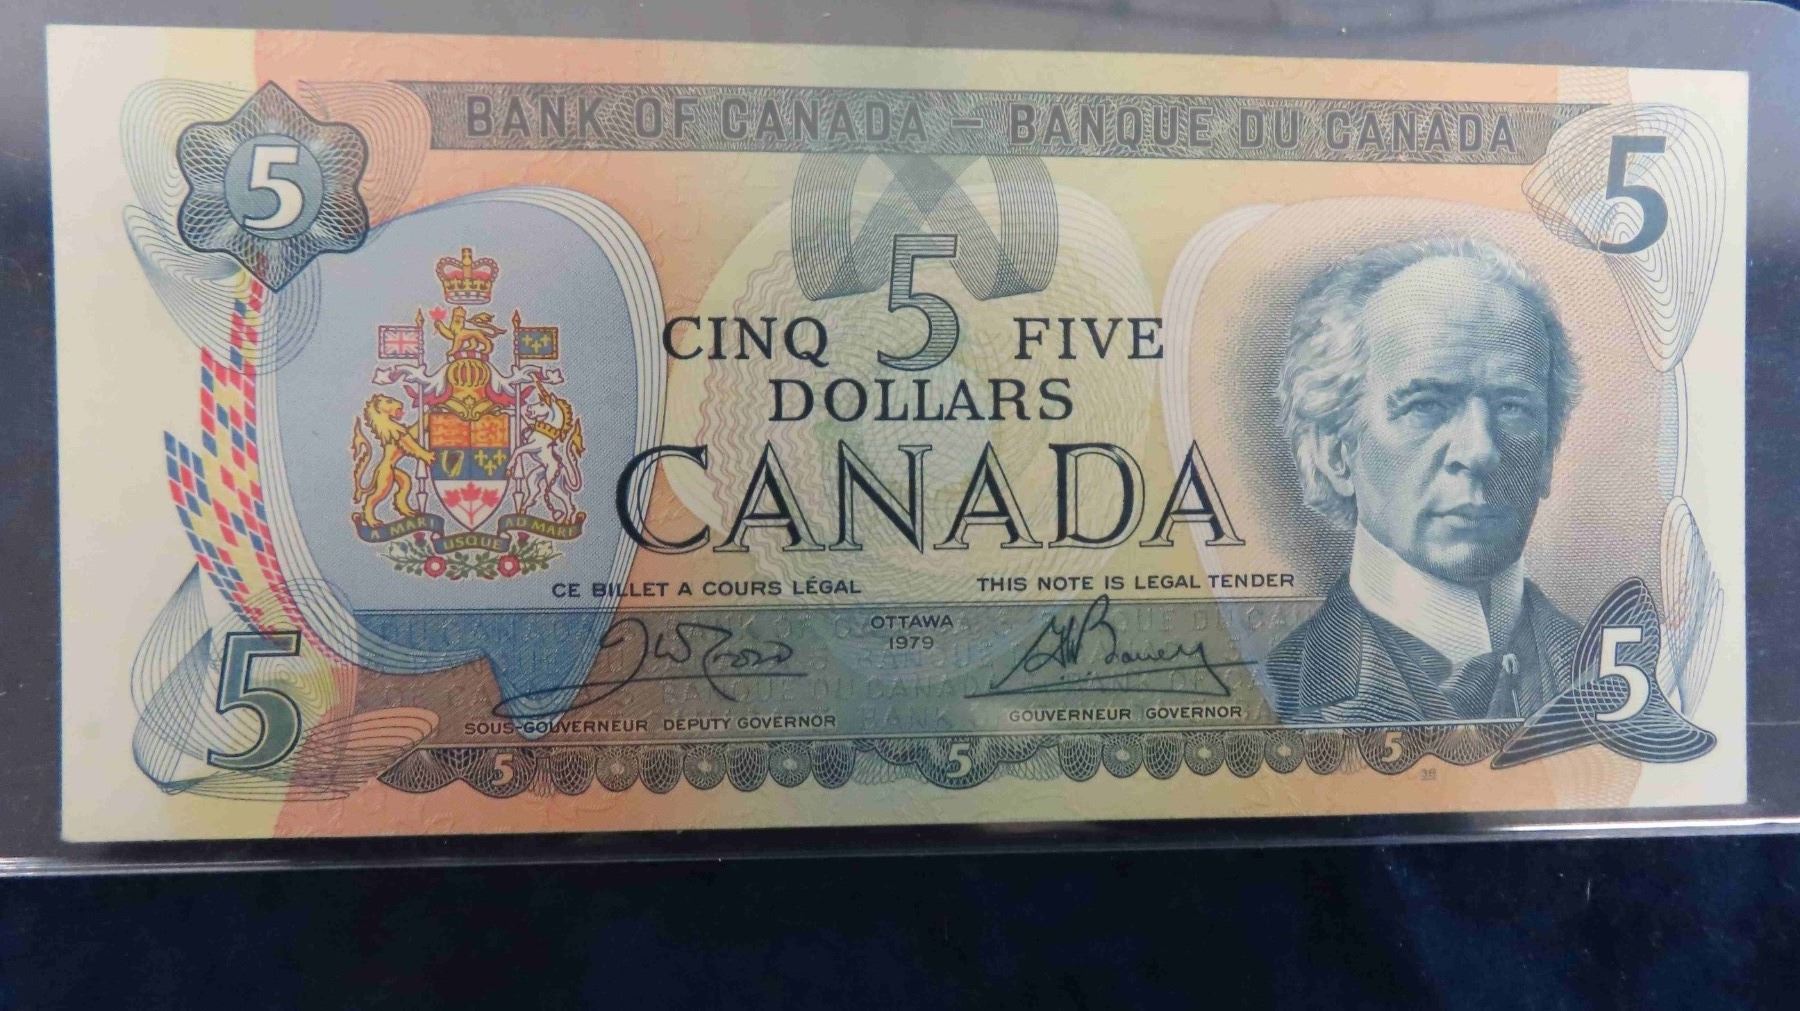 BANK OF CANADA – BANQUE DU CANADA
5
5
5
CINQ FIVE
DOLLARS
CANADA
A MARI USQUE AD MARE
CE BILLET A COURS LÉGAL THIS NOTE IS LEGAL TENDER
OTTAWA
1979
SOUS-GOUVERNEUR DEPUTY GOVERNOR GOUVERNEUR GOVERNOR
5
5
5
5
5